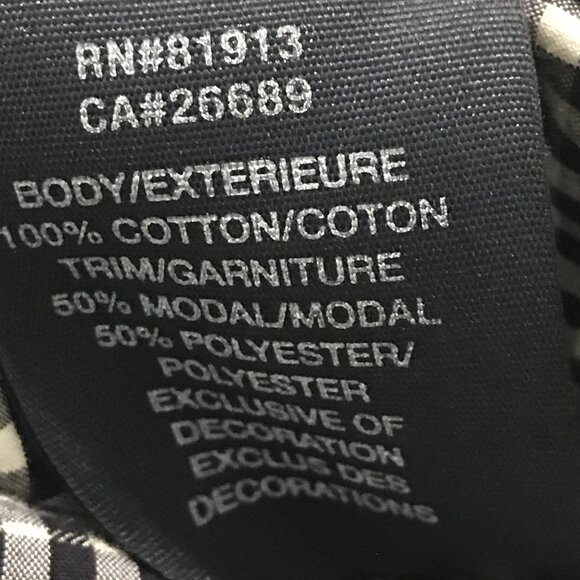 RN#81913
CA#26689
BODY/EXTERIEURE
100% COTTON/COTON
TRIM/GARNITURE
50% MODAL/MODAL
50% POLYESTER/
POLYESTER
EXCLUSIVE OF
DECORATION
EXCLUS DES
DECORATIONS